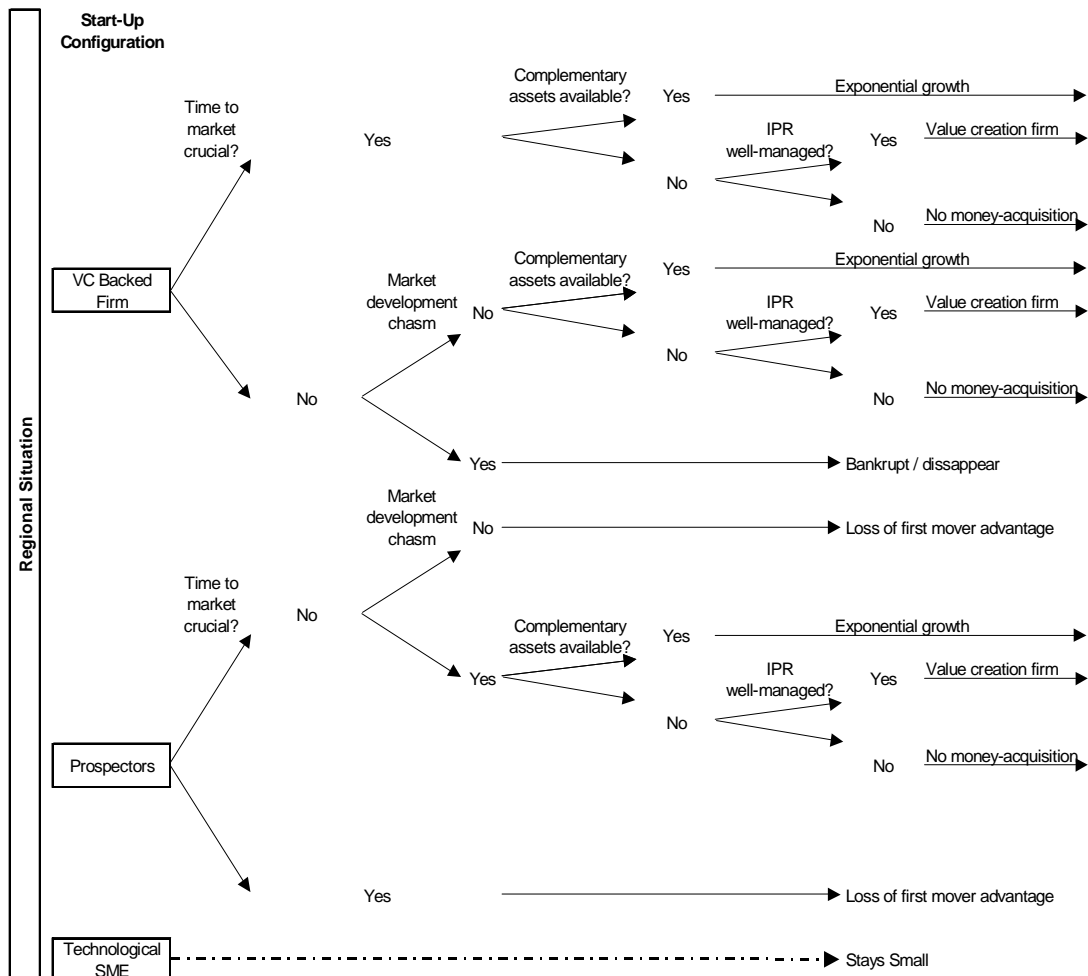 Start-Up
Configuration
Regional Situation
Time to
market
crucial?
Yes
Complementary
assets available?
Yes
Exponential growth
No
IPR
well-managed?
Yes
Value creation firm
No
No money-acquisition
VC Backed
Firm
No
Market
development
chasm
No
Complementary
assets available?
Yes
Exponential growth
No
IPR
well-managed?
Yes
Value creation firm
No
No money-acquisition
Yes
Bankrupt / dissappear
Prospectors
Time to
market
crucial?
No
Market
development
chasm
No
Loss of first mover advantage
Yes
Complementary
assets available?
Yes
Exponential growth
No
IPR
well-managed?
Yes
Value creation firm
No
No money-acquisition
Yes
Loss of first mover advantage
Technological
SME
Stays Small